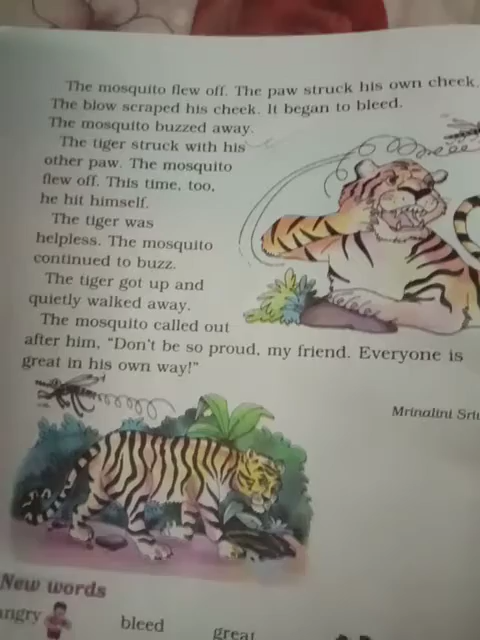 The mosquito flew off. The paw struck his own cheek.
The blow scraped his cheek. It began to bleed.
The mosquito buzzed away.
The tiger struck with his
other paw. The mosquito
flew off. This time, too,
he hit himself.
The tiger was
helpless. The mosquito
continued to buzz.
The tiger got up and
quietly walked away.
The mosquito called out
after him, “Don't be so proud, my friend. Everyone is
great in his own way!”
Mrinalini
New words
angry
bleed
great